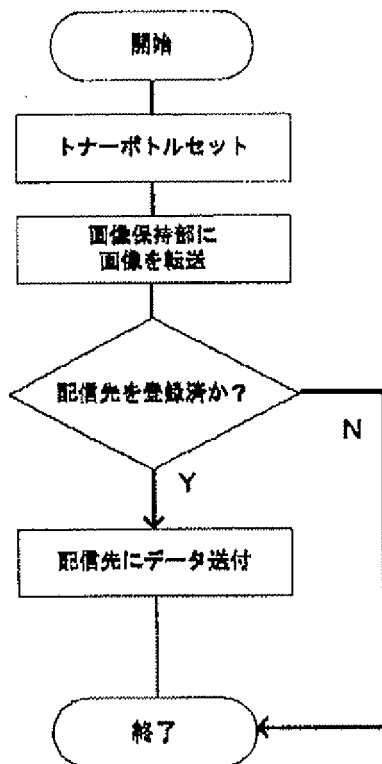 開始
トナーボトルセット
画像保持部に
画像を転送
配信先を登録済か？
N
Y
配信先にデータ送付
終了